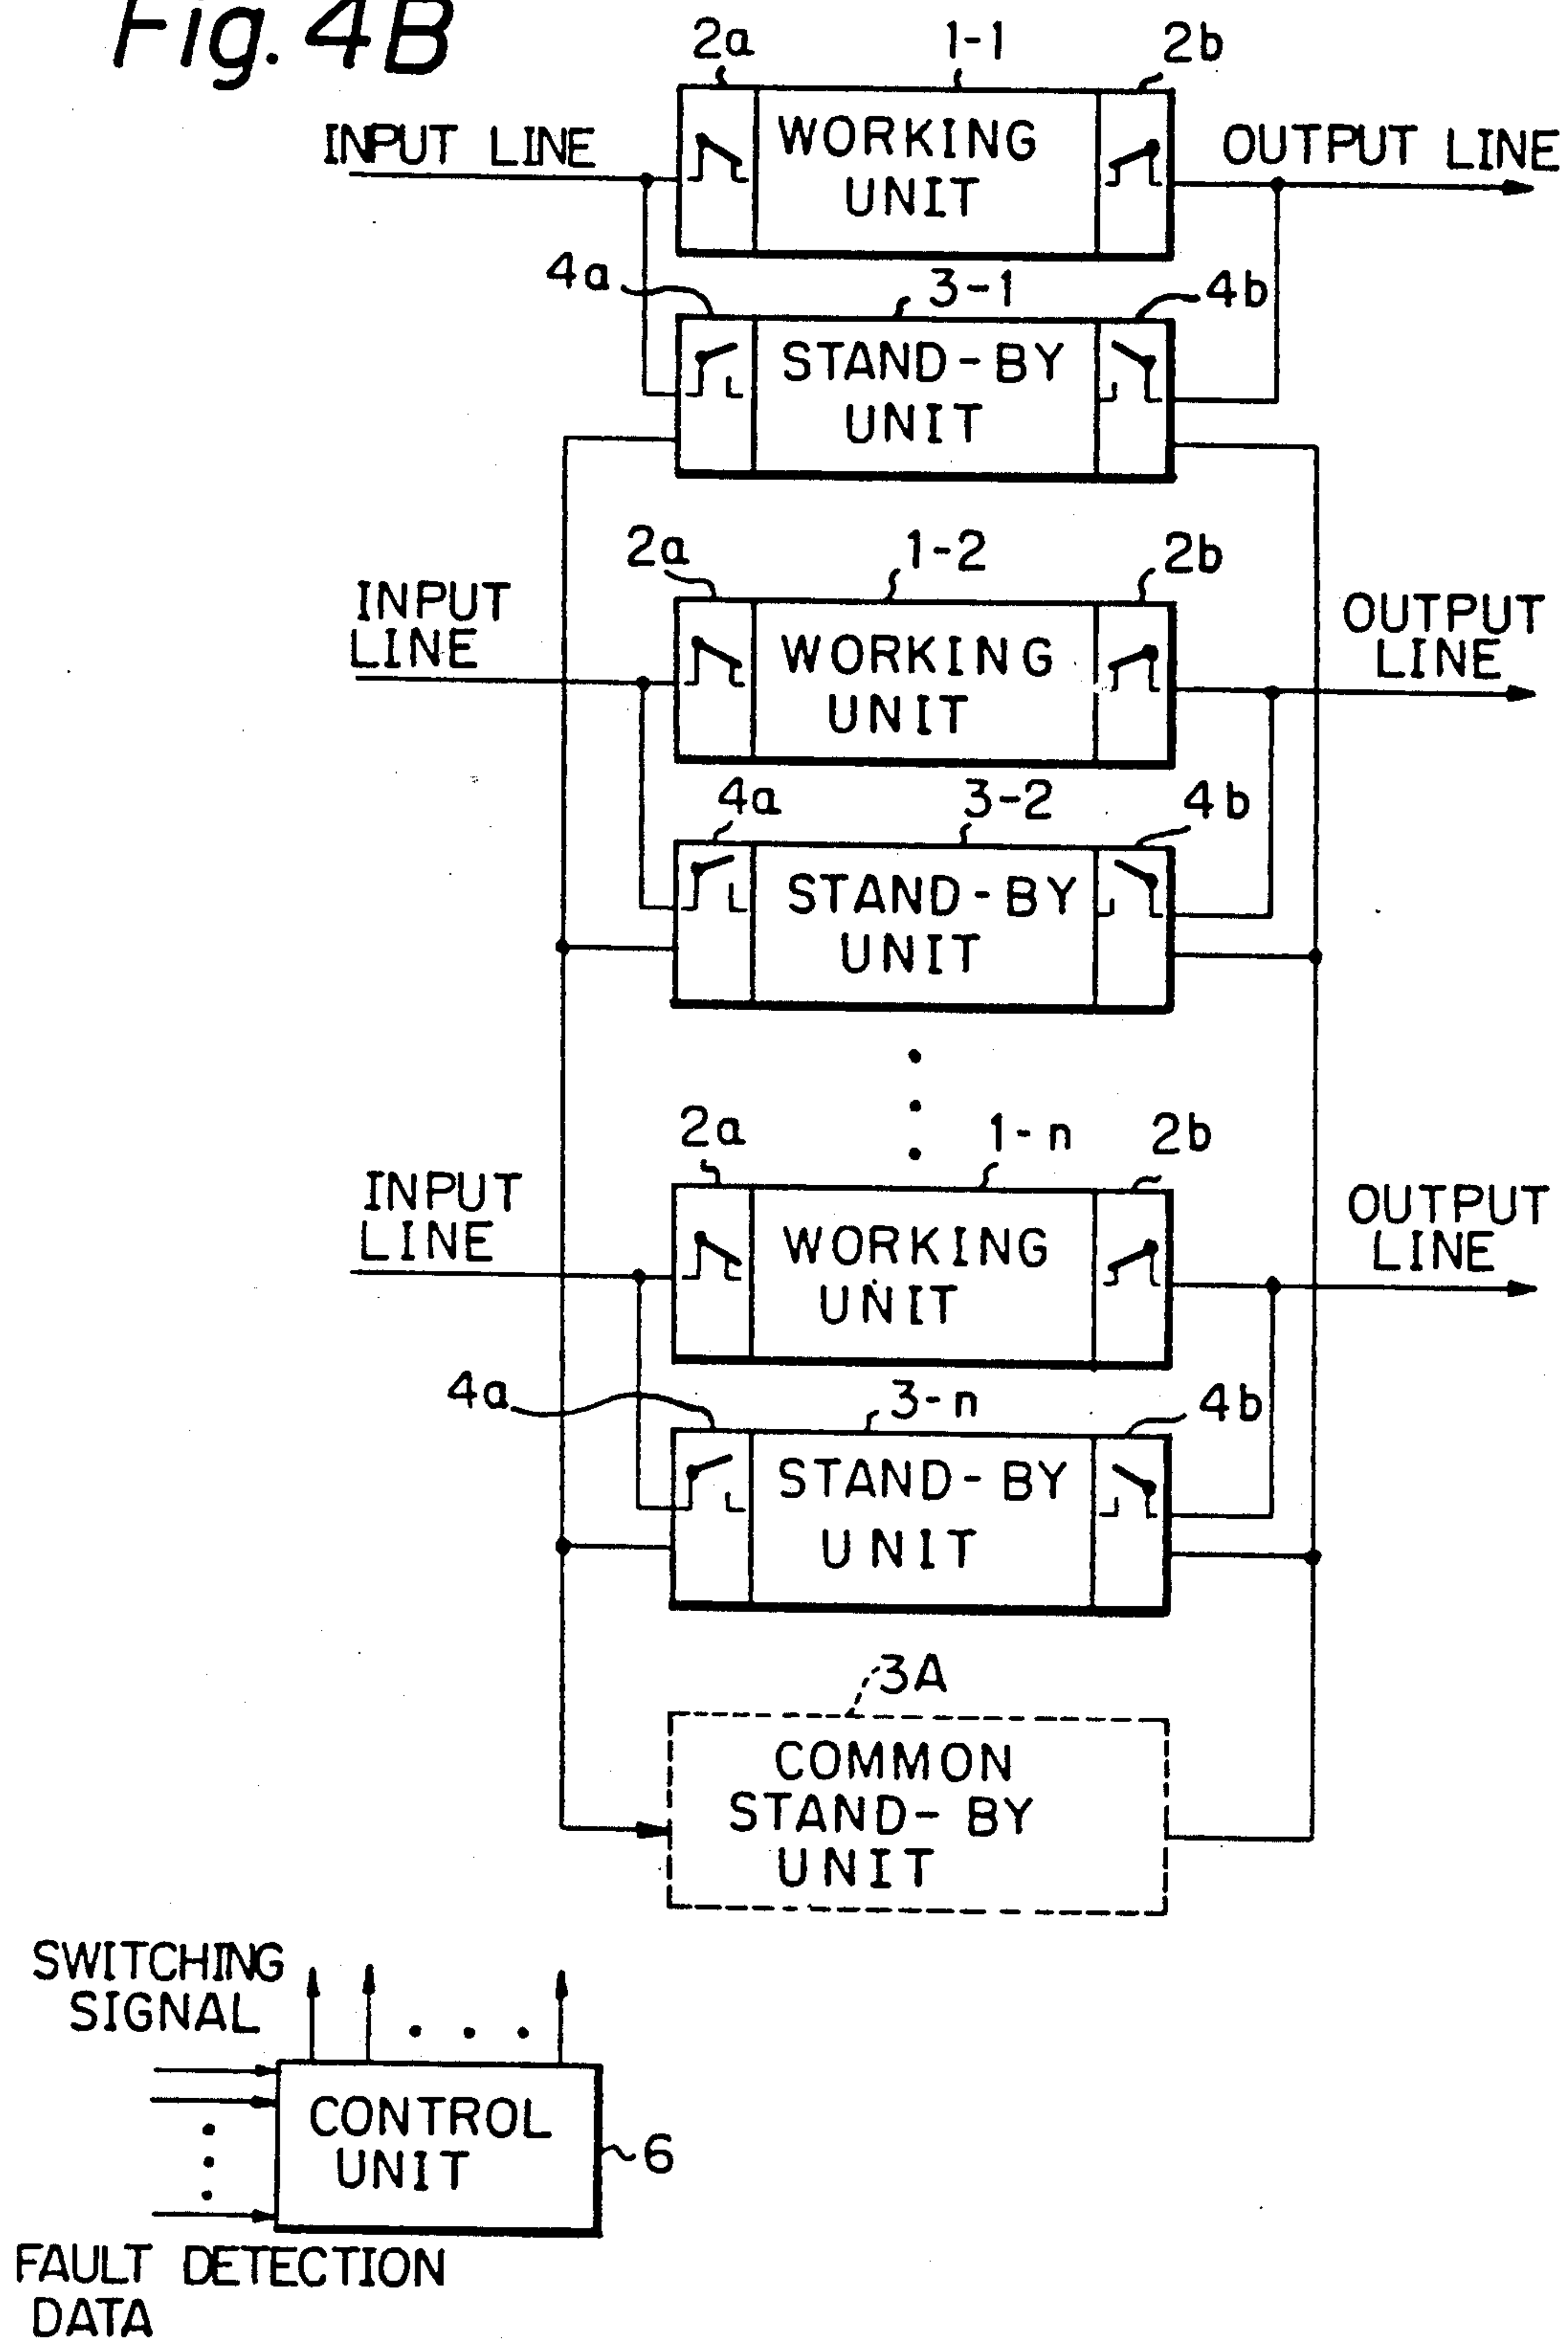 Fig. 4B
2a 1-1 2b
INPUT LINE
WORKING
UNIT
OUTPUT LINE
4a 3-1 4b
STAND-BY
UNIT
2a 1-2 2b
INPUT
LINE
WORKING
UNIT
OUTPUT
LINE
4a 3-2 4b
STAND-BY
UNIT
2a 1-n 2b
INPUT
LINE
WORKING
UNIT
OUTPUT
LINE
4a 3-n 4b
STAND-BY
UNIT
3A
COMMON
STAND-BY
UNIT
SWITCHING
SIGNAL
CONTROL
UNIT
6
FAULT DETECTION
DATA